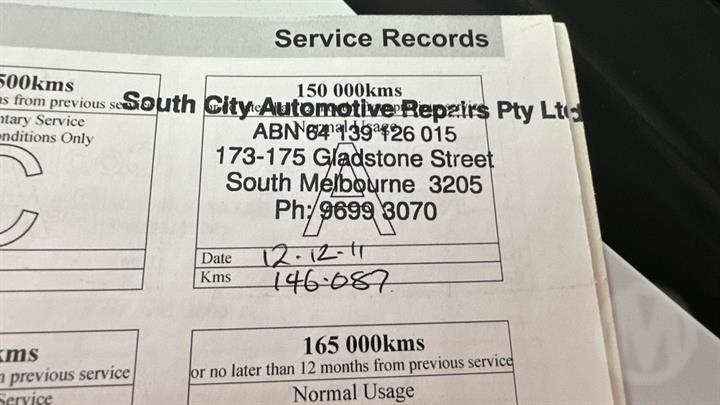 Service Records
500kms
s from previous se
ntary Service
nditions Only
C
150 000kms
South City Automotive Repairs Pty Ltd
Normal Usage
ABN 64 139 126 015
173-175 Gladstone Street
South Melbourne 3205
Ph: 9699 3070
A
Date 12.12.11
Kms 146.087
kms
previous service
Service
165 000kms
or no later than 12 months from previous service
Normal Usage
M